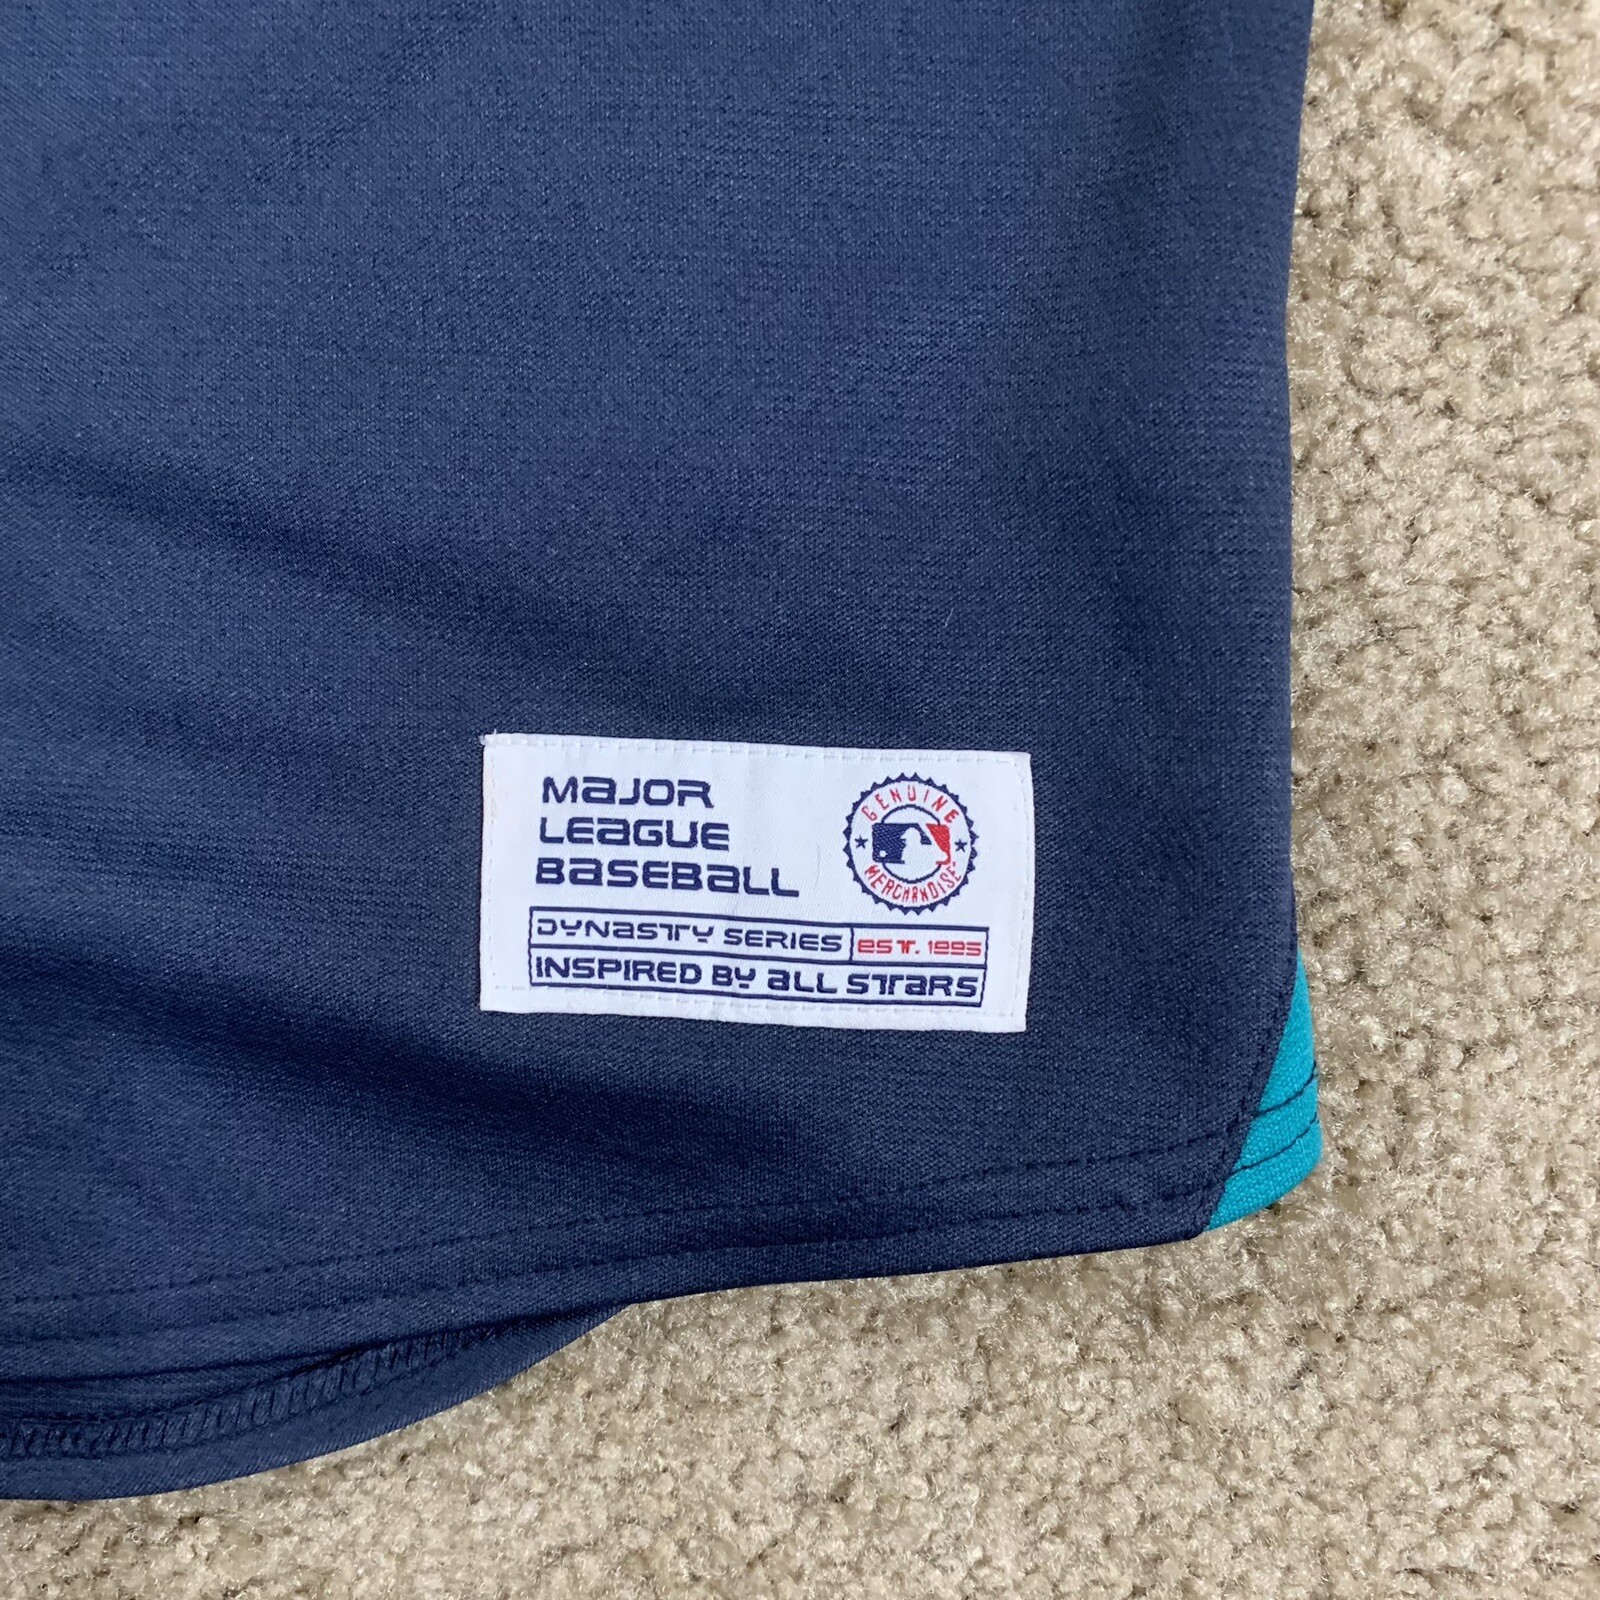 MaJOR
LEaGUE
BaSEBaLL
GENUINE
MERCHANDISE
DYNaSTY SERIES
eST. 1995
INSPIRED BY aLL STaRS